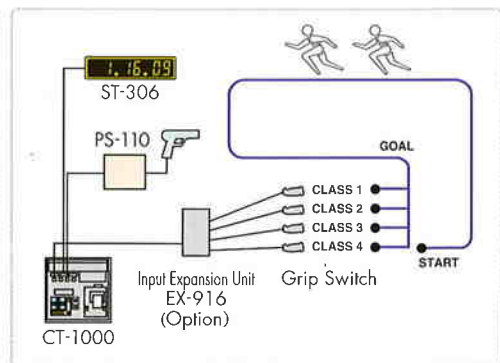 1.16.09
ST-306
PS-110
GOAL
CLASS 1
CLASS 2
CLASS 3
CLASS 4
START
Input Expansion Unit
EX-916
(Option)
Grip Switch
CT-1000